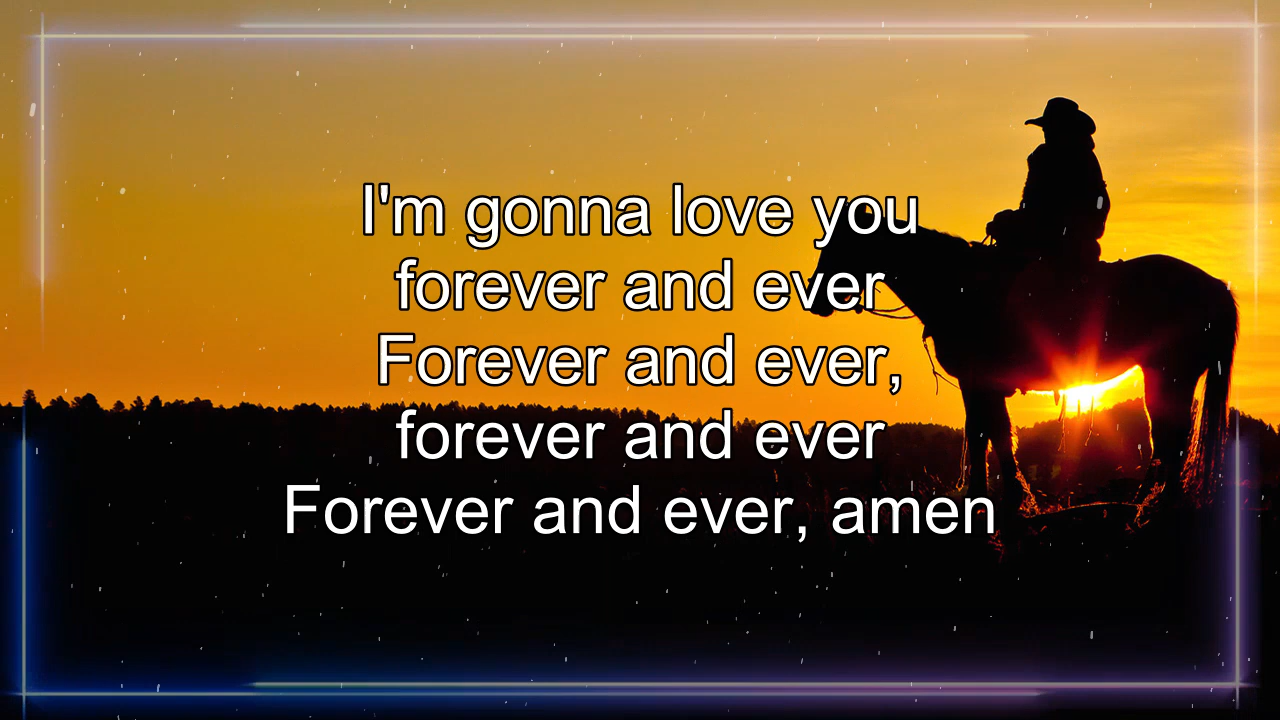 I'm gonna love you
forever and ever
Forever and ever,
forever and ever
Forever and ever, amen